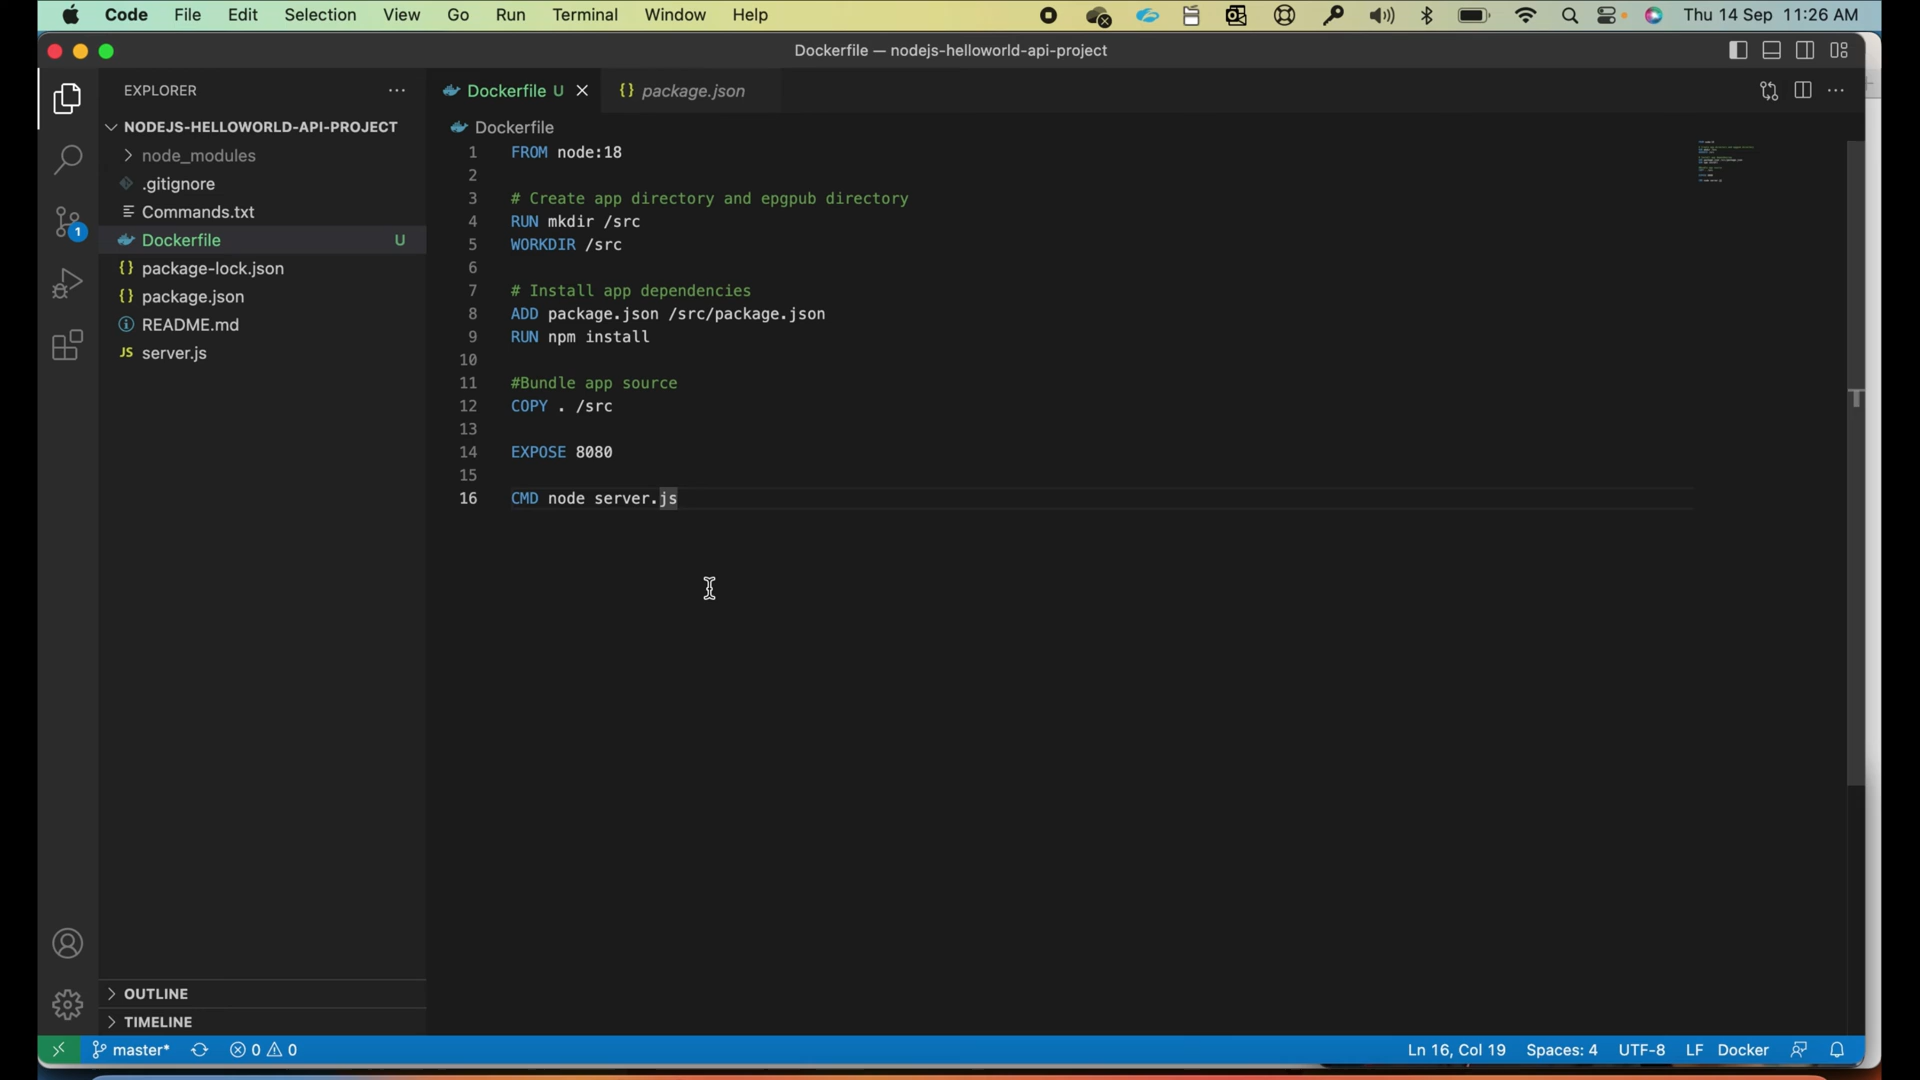 Code File Edit Selection View Go Run Terminal Window Help Thu 14 Sep 11:26 AM
Dockerfile — nodejs-helloworld-api-project
EXPLORER
NODEJS-HELLOWORLD-API-PROJECT
node_modules
.gitignore
Commands.txt
Dockerfile U
package-lock.json
package.json
README.md
JS server.js
1
OUTLINE
TIMELINE
Dockerfile U package.json
Dockerfile
1 FROM node:18
2
3 # Create app directory and epgpub directory
4 RUN mkdir /src
5 WORKDIR /src
6
7 # Install app dependencies
8 ADD package.json /src/package.json
9 RUN npm install
10
11 #Bundle app source
12 COPY . /src
13
14 EXPOSE 8080
15
16 CMD node server.js
master* 0 0 Ln 16, Col 19 Spaces: 4 UTF-8 LF Docker